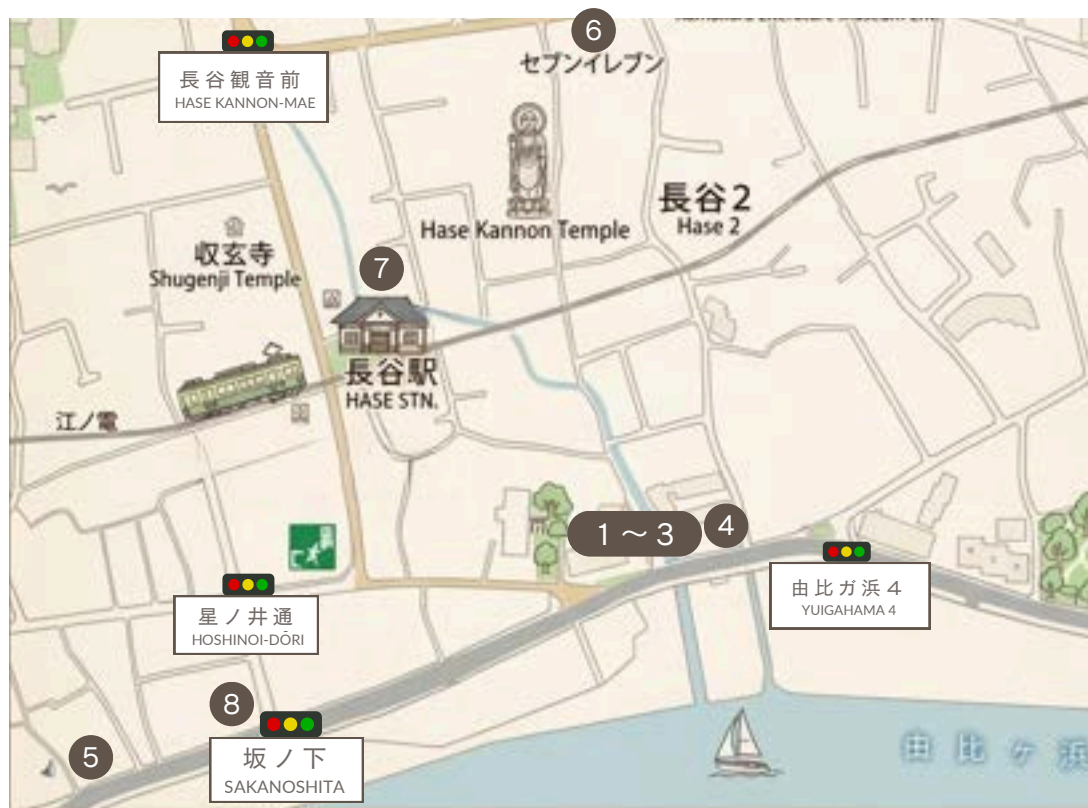 6
セブンイレブン
長谷観音前
HASE KANNON-MAE
長谷2
Hase 2
Hase Kannon Temple
収玄寺
Shugenji Temple
7
長谷駅
HASE STN.
江ノ電
1～3
4
由比ガ浜4
YUIGAHAMA 4
星ノ井通
HOSHINOI-DŌRI
8
坂ノ下
SAKANOSHITA
5
由比ヶ浜